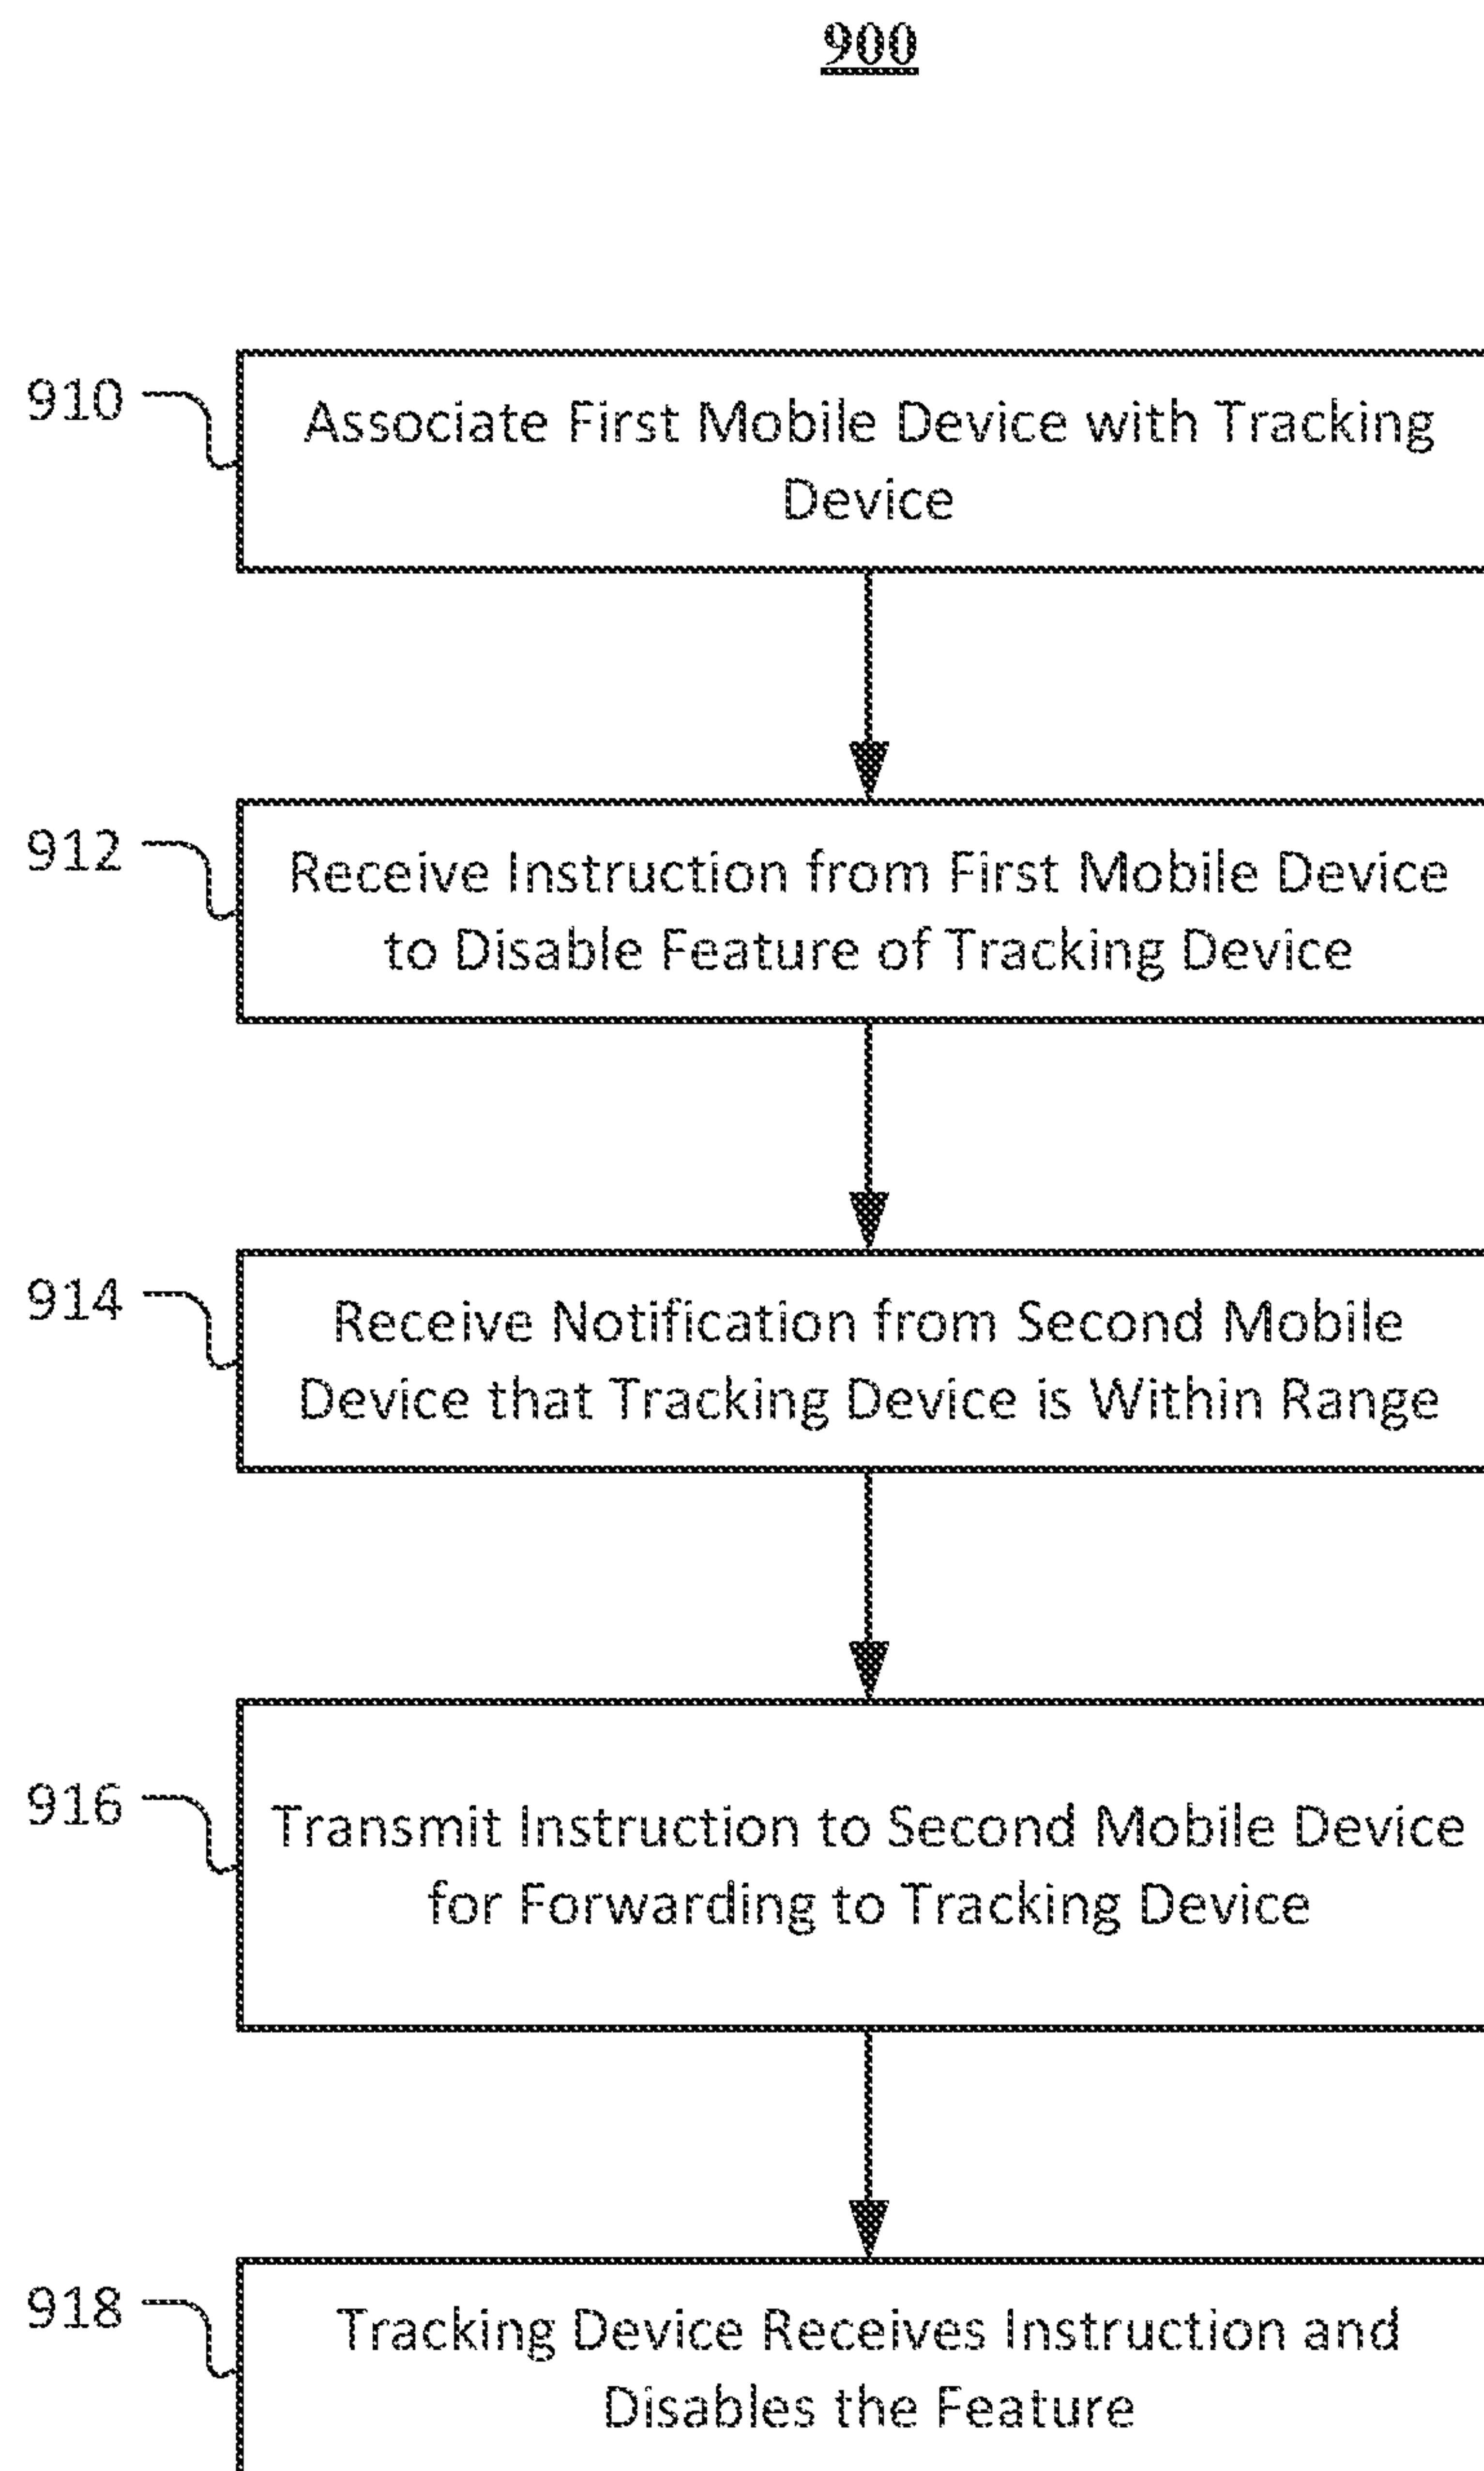 900
910
Associate First Mobile Device with Tracking
Device
912
Receive Instruction from First Mobile Device
to Disable Feature of Tracking Device
914
Receive Notification from Second Mobile
Device that Tracking Device is Within Range
916
Transmit Instruction to Second Mobile Device
for Forwarding to Tracking Device
918
Tracking Device Receives Instruction and
Disables the Feature